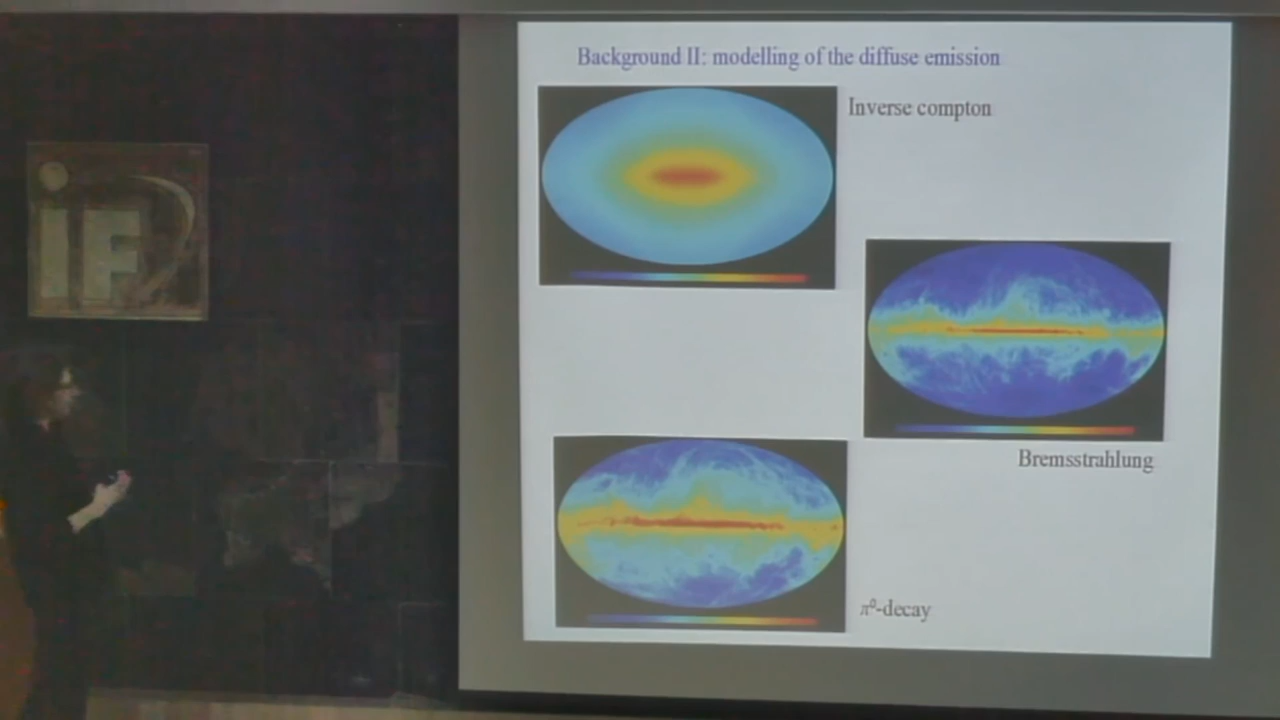 Background II: modelling of the diffuse emission
Inverse compton
Bremsstrahlung
π⁰-decay
iF